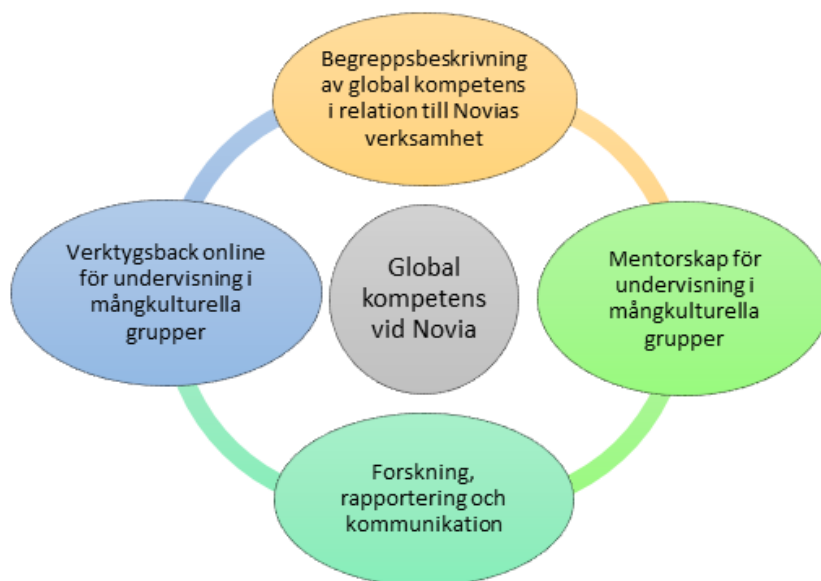 Begreppsbeskrivning
av global kompetens
i relation till Novias
verksamhet
Verktygsback online
för undervisning i
mångkulturella
grupper
Global
kompetens
vid Novia
Mentorskap för
undervisning i
mångkulturella
grupper
Forskning,
rapportering och
kommunikation